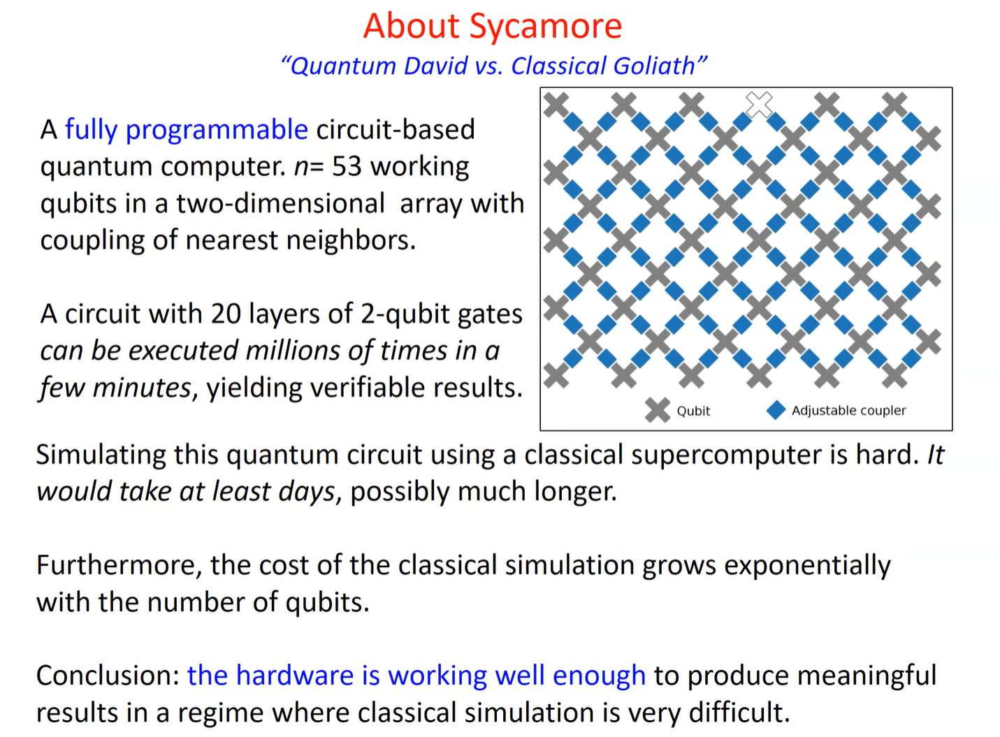 About Sycamore
“Quantum David vs. Classical Goliath”
A fully programmable circuit-based
quantum computer. n= 53 working
qubits in a two-dimensional array with
coupling of nearest neighbors.
A circuit with 20 layers of 2-qubit gates
can be executed millions of times in a
few minutes, yielding verifiable results.
Qubit
Adjustable coupler
Simulating this quantum circuit using a classical supercomputer is hard. It
would take at least days, possibly much longer.
Furthermore, the cost of the classical simulation grows exponentially
with the number of qubits.
Conclusion: the hardware is working well enough to produce meaningful
results in a regime where classical simulation is very difficult.